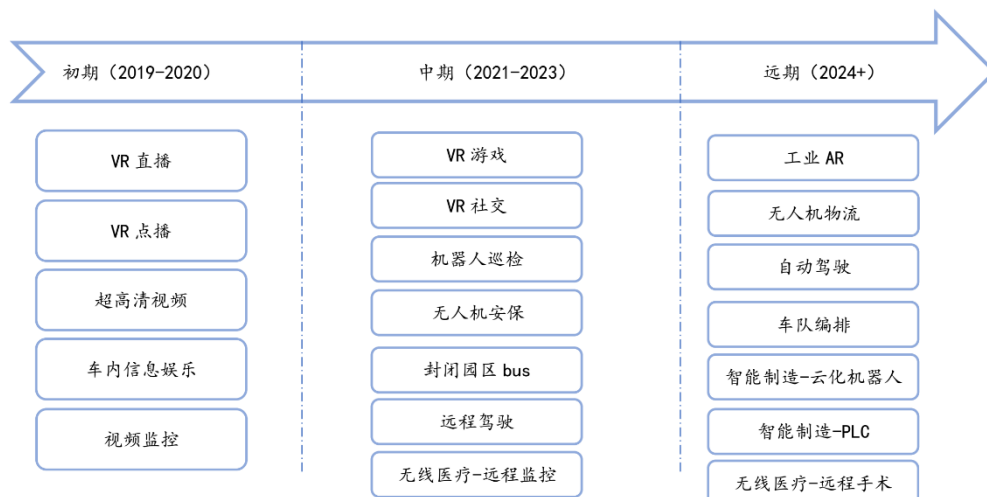 初期（2019-2020）
中期（2021-2023）
远期（2024+）
VR 直播
VR 点播
超高清视频
车内信息娱乐
视频监控
VR 游戏
VR 社交
机器人巡检
无人机安保
封闭园区 bus
远程驾驶
无线医疗-远程监控
工业 AR
无人机物流
自动驾驶
车队编排
智能制造-云化机器人
智能制造-PLC
无线医疗-远程手术